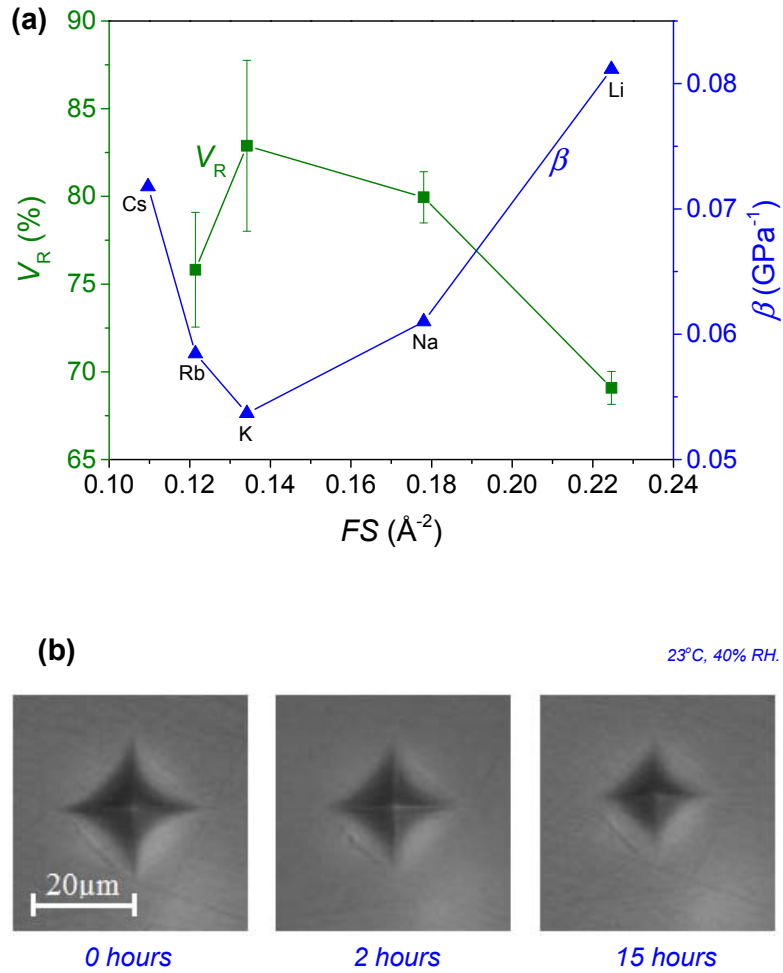 (a)
90
85
80
75
70
65
V_R (%)
V_R
β
Cs
Rb
K
Na
Li
0.08
0.07
0.06
0.05
β (GPa⁻¹)
0.10 0.12 0.14 0.16 0.18 0.20 0.22 0.24
FS (Å⁻²)
(b)
23°C, 40% RH.
20μm
0 hours 2 hours 15 hours